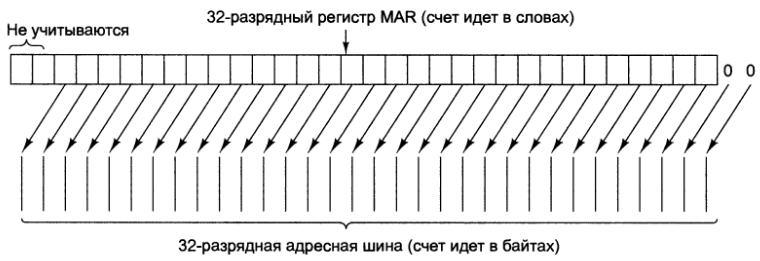 32-разрядный регистр MAR (счет идет в словах)
Не учитываются
0 0
32-разрядная адресная шина (счет идет в байтах)